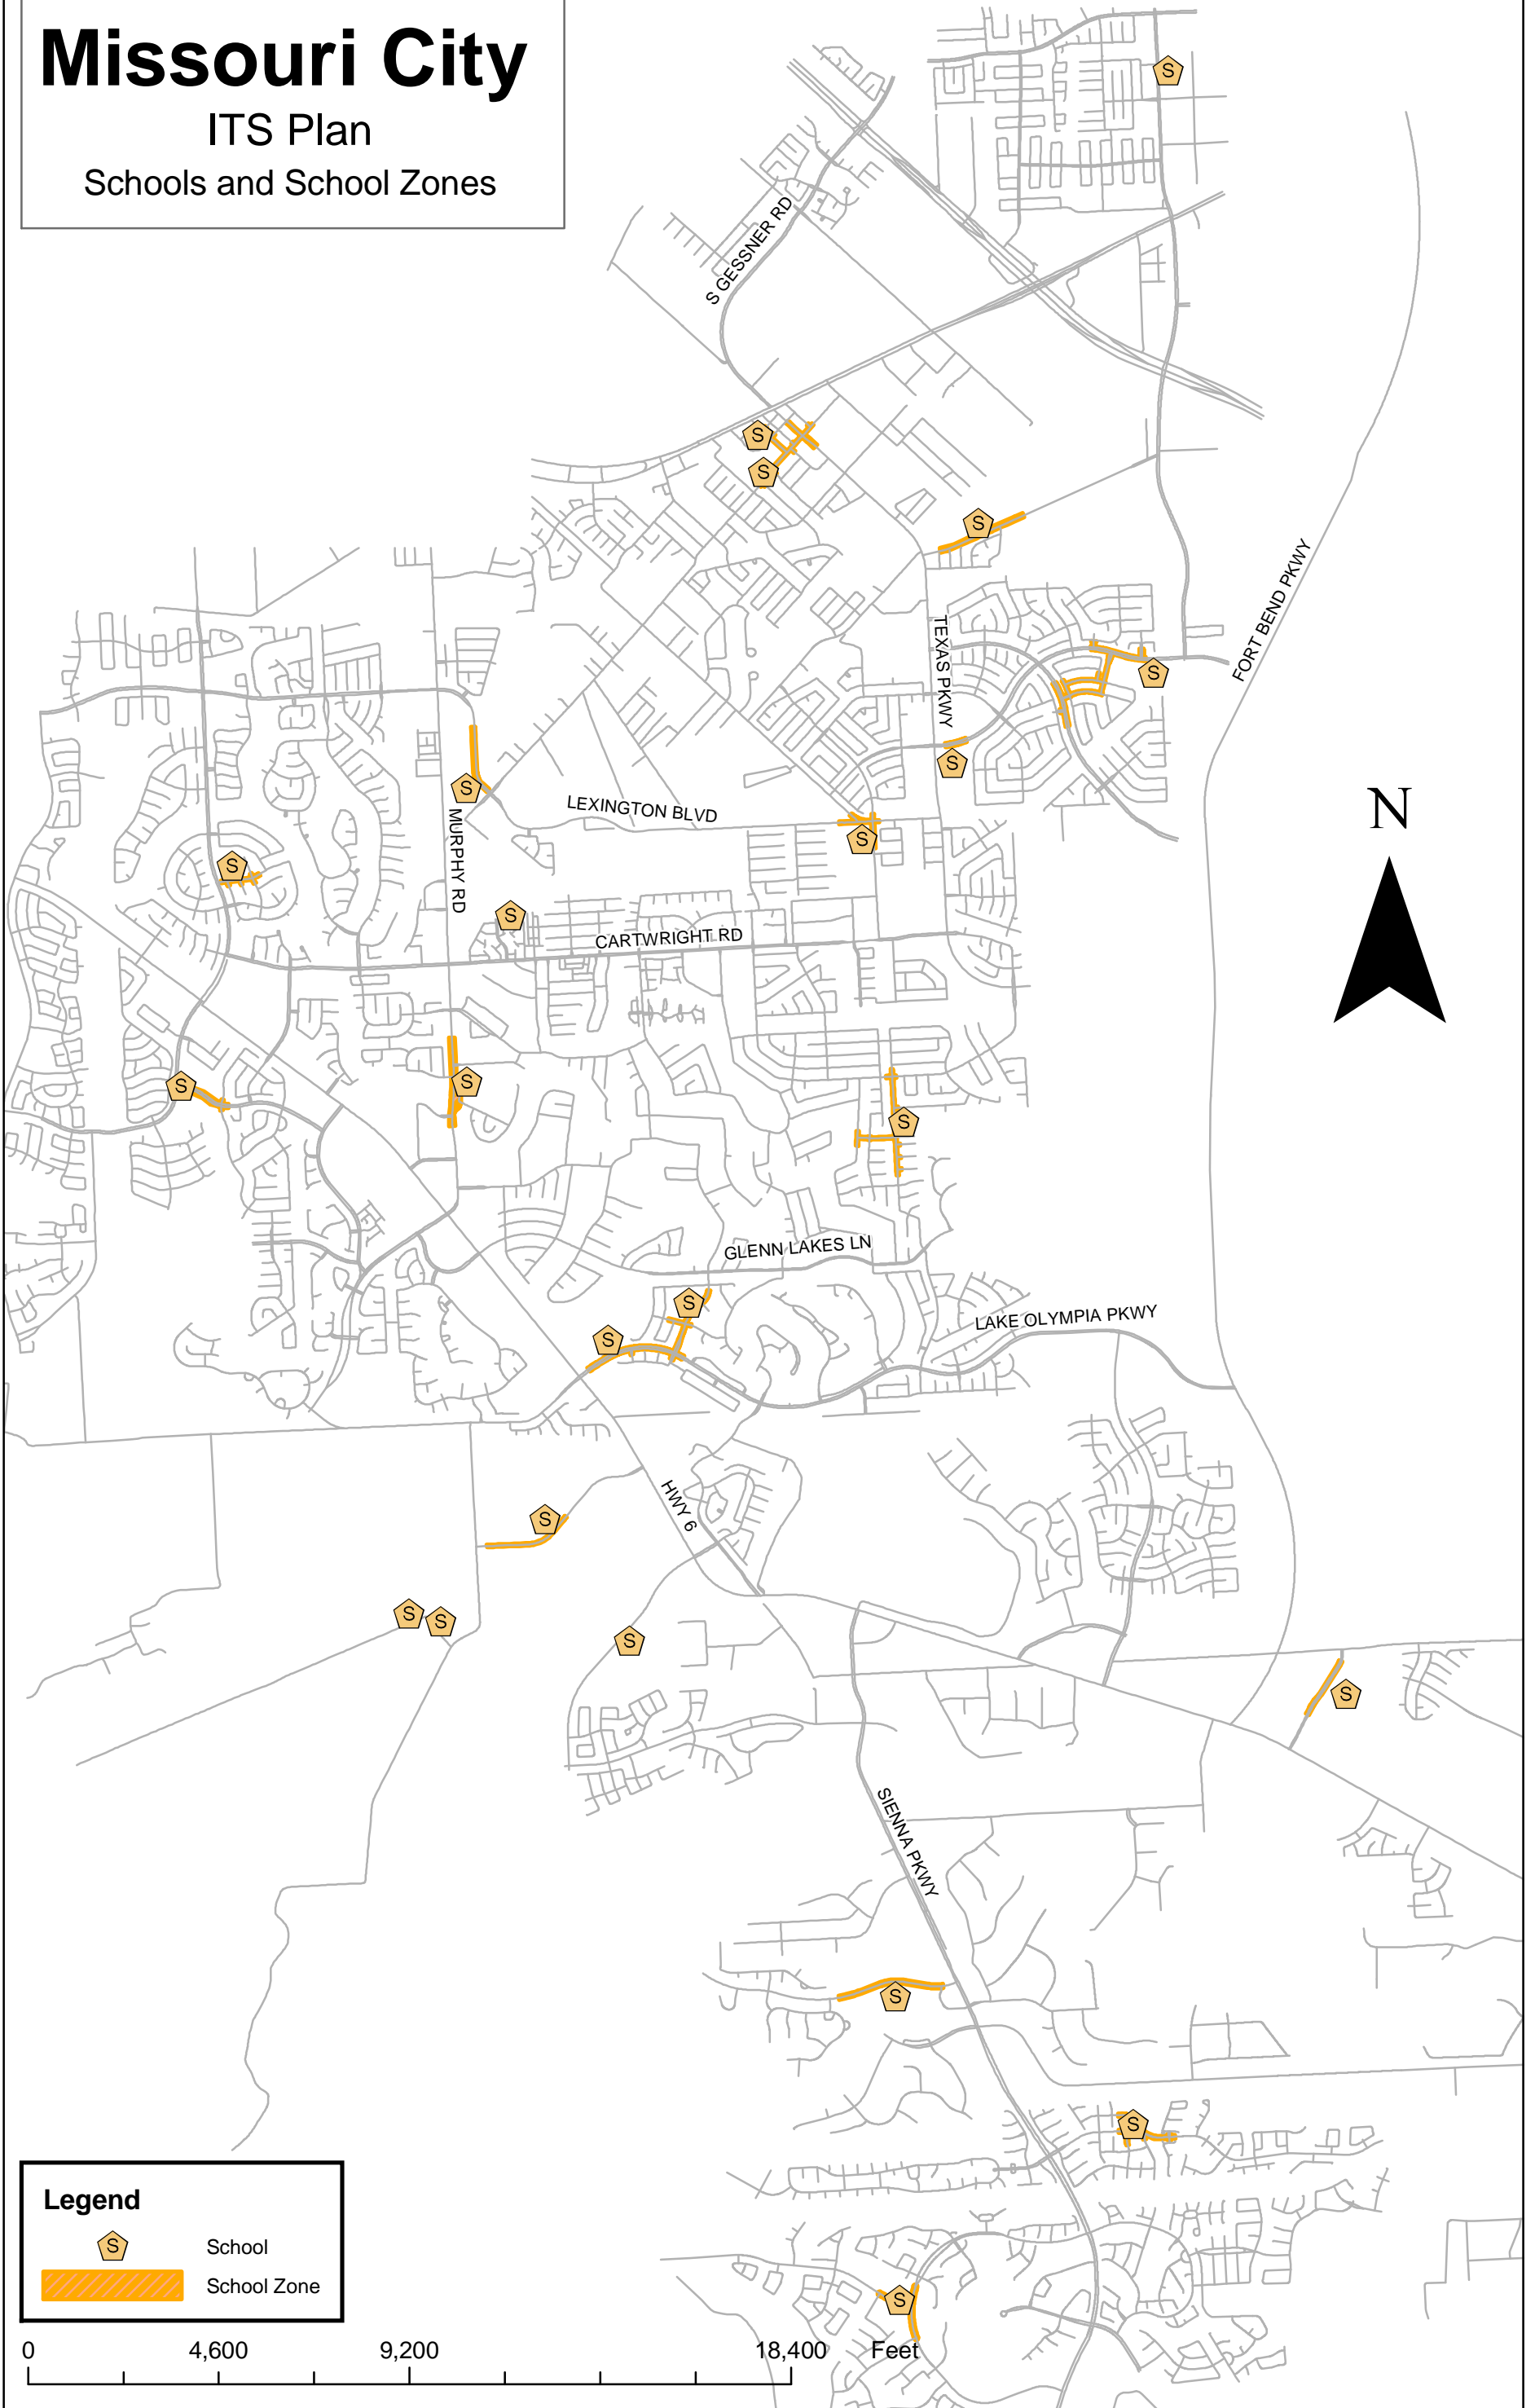 Missouri City
ITS Plan
Schools and School Zones
S
S GESSNER RD
S
S
S
FORT BEND PKWY
TEXAS PKWY
S
S
S
N
LEXINGTON BLVD
MURPHY RD
S
S
S
CARTWRIGHT RD
S
S
S
GLENN LAKES LN
S
LAKE OLYMPIA PKWY
S
HWY 6
S
S
S
S
S
SIENNA PKWY
S
S
Legend
S
School
School Zone
S
0
4,600
9,200
18,400
Feet